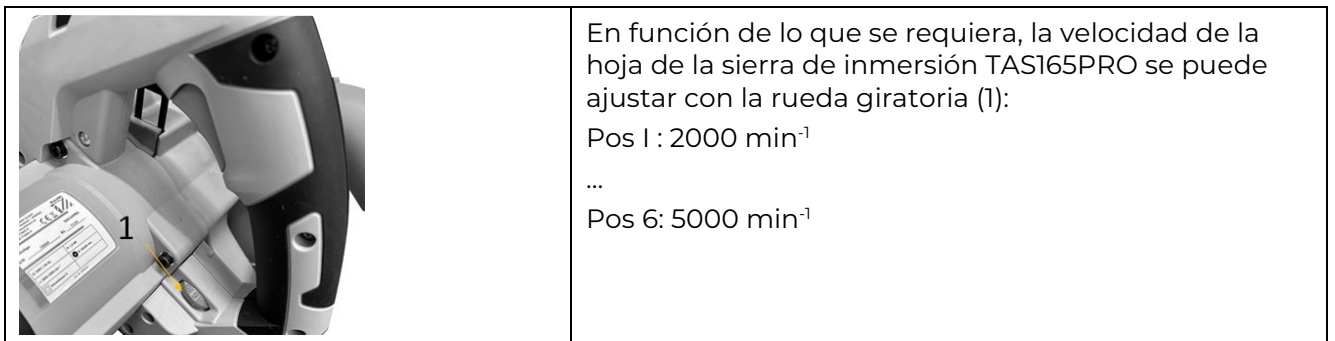 1
En función de lo que se requiera, la velocidad de la
hoja de la sierra de inmersión TAS165PRO se puede
ajustar con la rueda giratoria (1):
Pos I : 2000 min⁻¹
...
Pos 6: 5000 min⁻¹